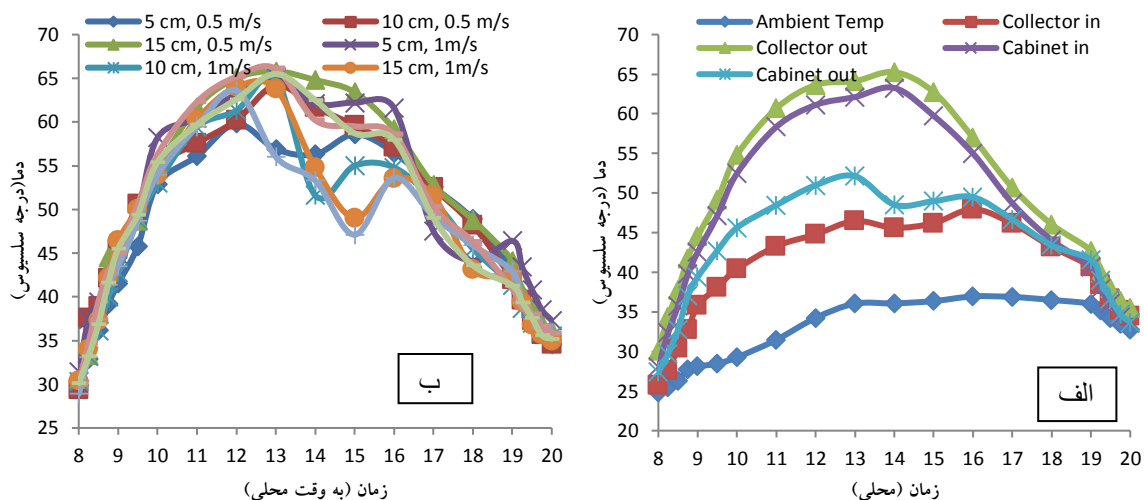 5 cm, 0.5 m/s
10 cm, 0.5 m/s
15 cm, 0.5 m/s
5 cm, 1m/s
10 cm, 1m/s
15 cm, 1m/s
70
65
60
55
50
45
40
35
30
25
دما(درجه سلسیوس)
8 9 10 11 12 13 14 15 16 17 18 19 20
زمان (به وقت محلی)
ب
Ambient Temp
Collector in
Collector out
Cabinet in
Cabinet out
70
65
60
55
50
45
40
35
30
25
20
دما (درجه سلسیوس)
8 9 10 11 12 13 14 15 16 17 18 19 20
زمان (محلی)
الف